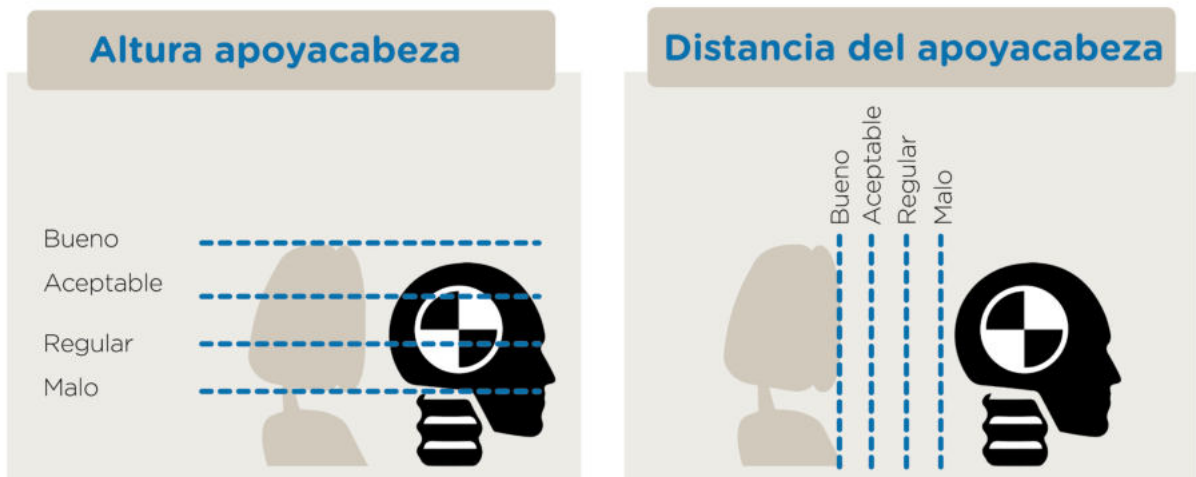 Altura apoyacabeza
Bueno
Aceptable
Regular
Malo
Distancia del apoyacabeza
Bueno
Aceptable
Regular
Malo